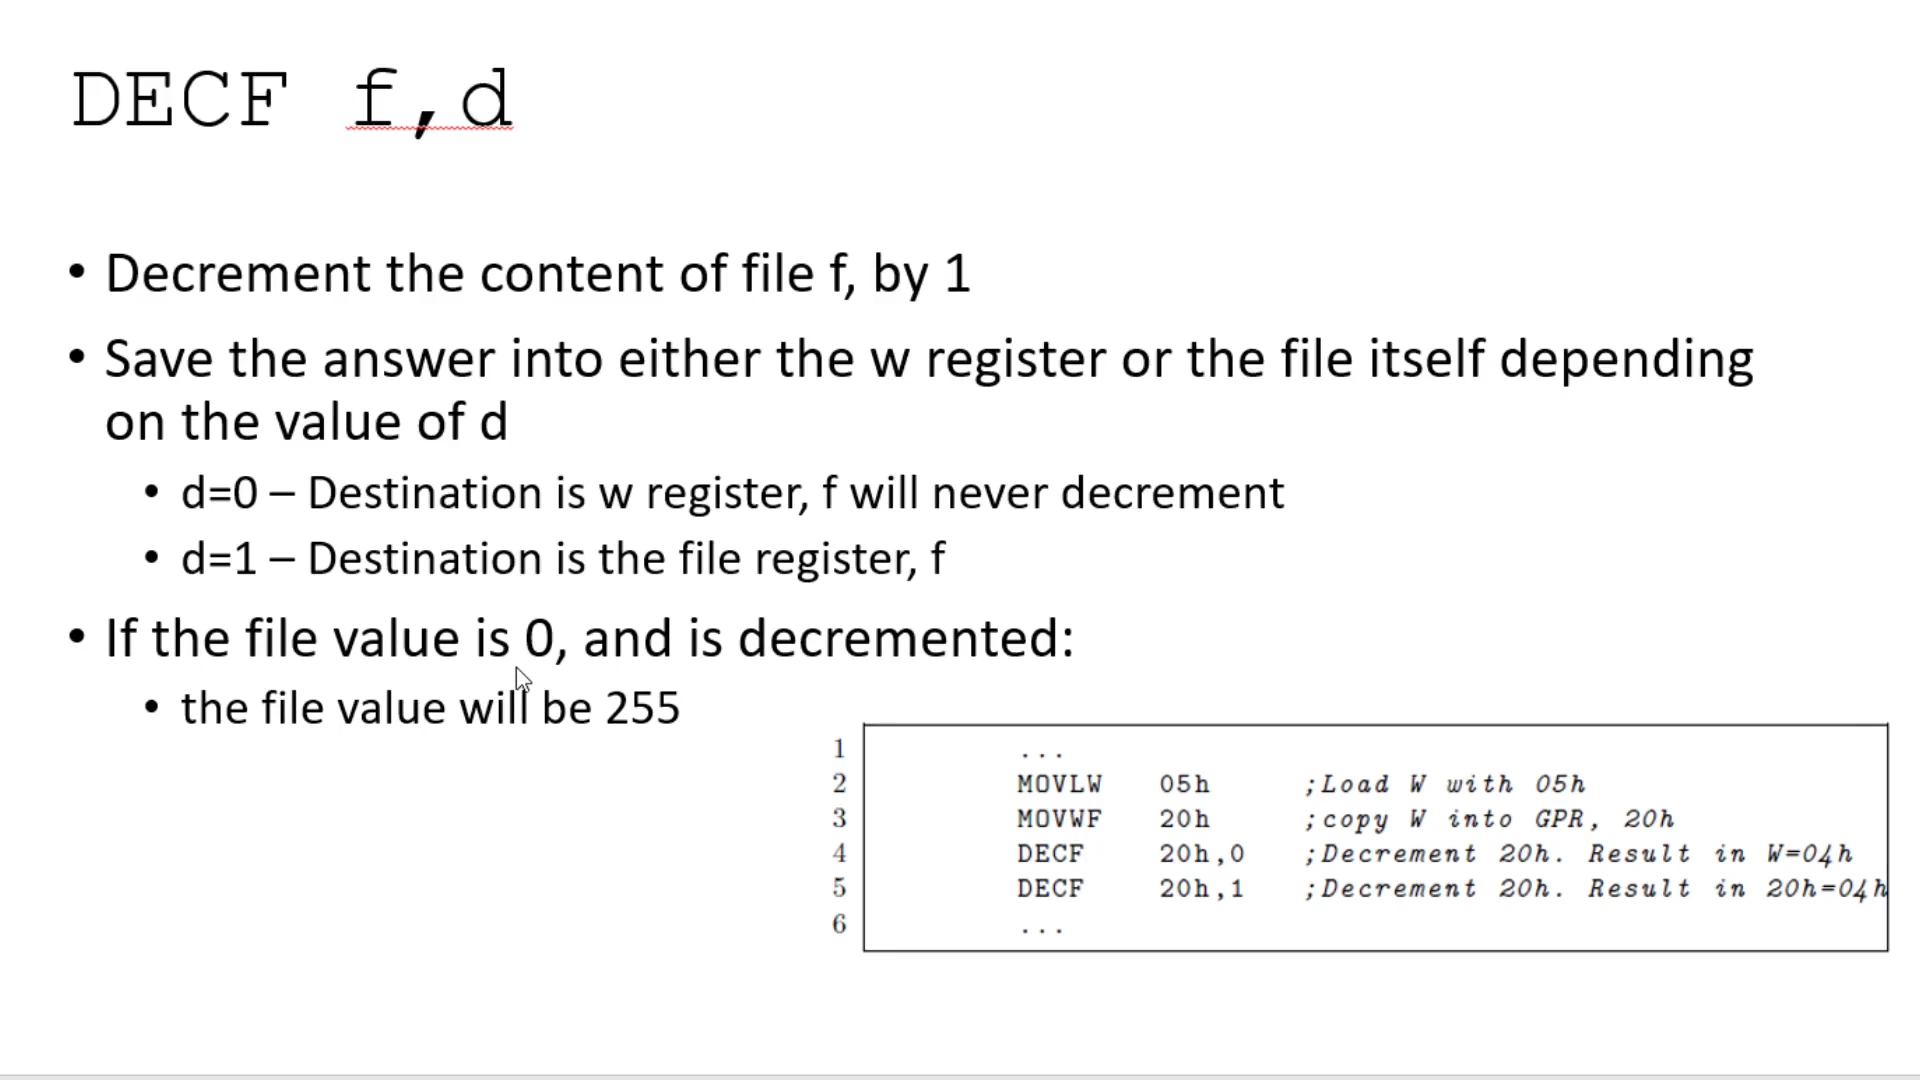 DECF f,d
• Decrement the content of file f, by 1
• Save the answer into either the w register or the file itself depending
on the value of d
• d=0 – Destination is w register, f will never decrement
• d=1 – Destination is the file register, f
• If the file value is 0, and is decremented:
• the file value will be 255
1 ...
2 MOVLW 05h ;Load W with 05h
3 MOVWF 20h ;copy W into GPR, 20h
4 DECF 20h,0 ;Decrement 20h. Result in W=04h
5 DECF 20h,1 ;Decrement 20h. Result in 20h=04h
6 ...